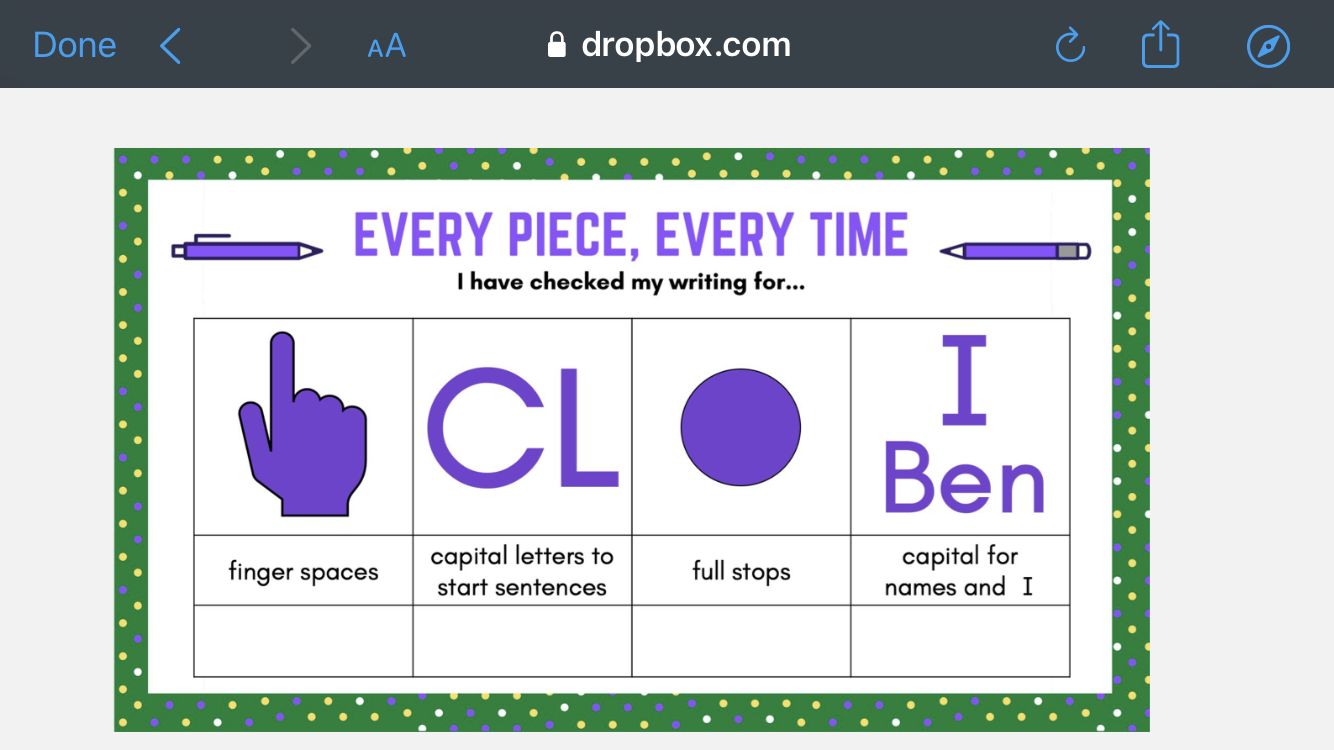 Done AA dropbox.com
EVERY PIECE, EVERY TIME
I have checked my writing for...
CL
I
Ben
finger spaces
capital letters to
start sentences
full stops
capital for
names and I